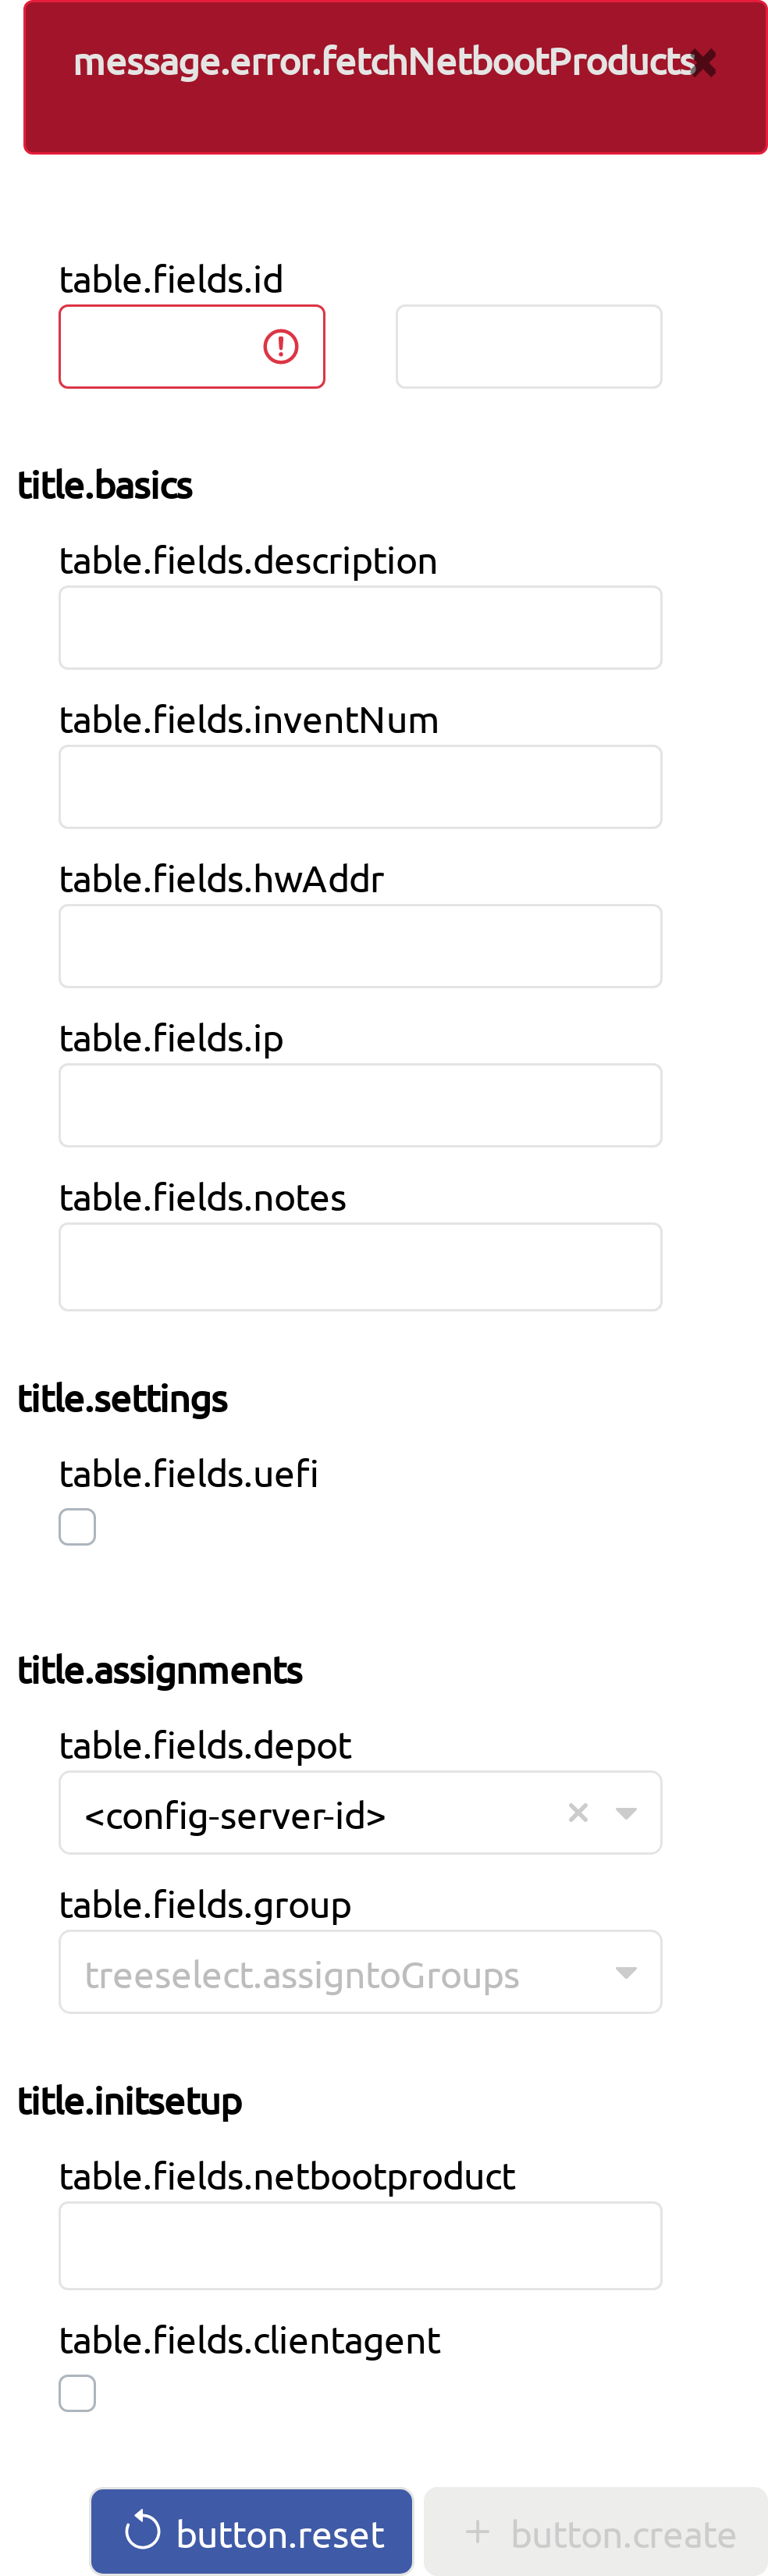 message.error.fetchNetbootProducts
table.fields.id
title.basics
table.fields.description
table.fields.inventNum
table.fields.hwAddr
table.fields.ip
table.fields.notes
title.settings
table.fields.uefi
title.assignments
table.fields.depot
<config-server-id>
table.fields.group
treeselect.assigntoGroups
title.initsetup
table.fields.netbootproduct
table.fields.clientagent
button.reset
button.create